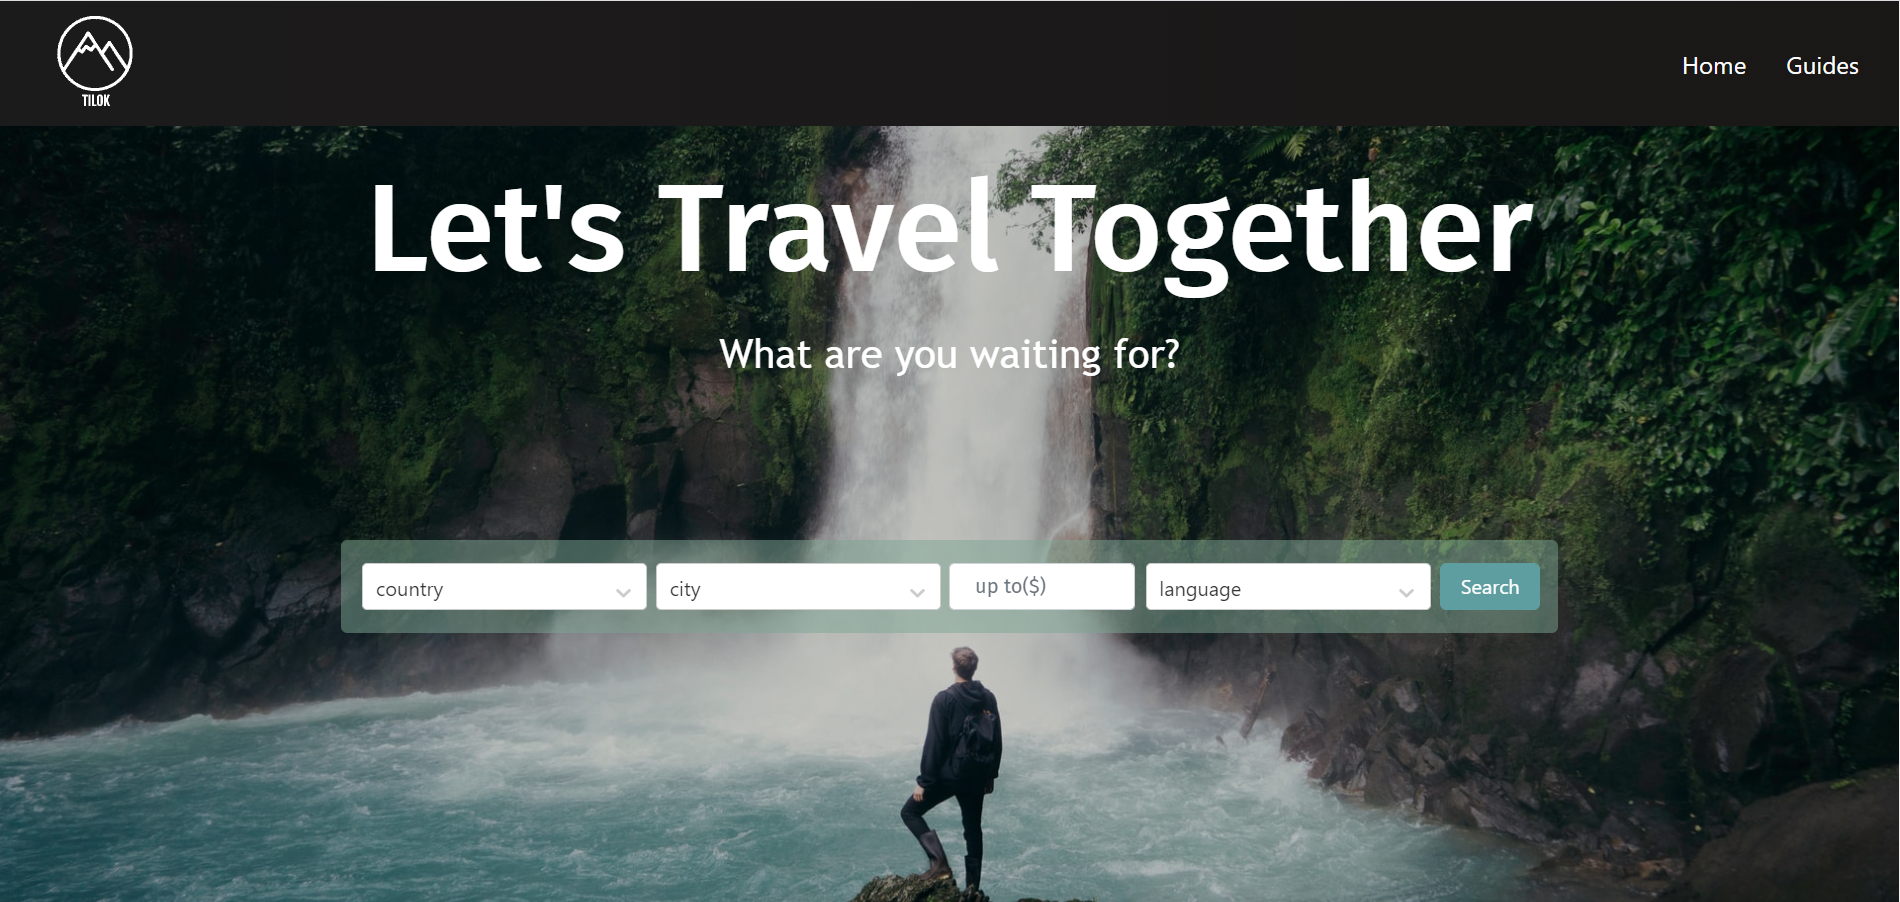 TILOK
Home Guides
Let's Travel Together
What are you waiting for?
country city up to($) language Search